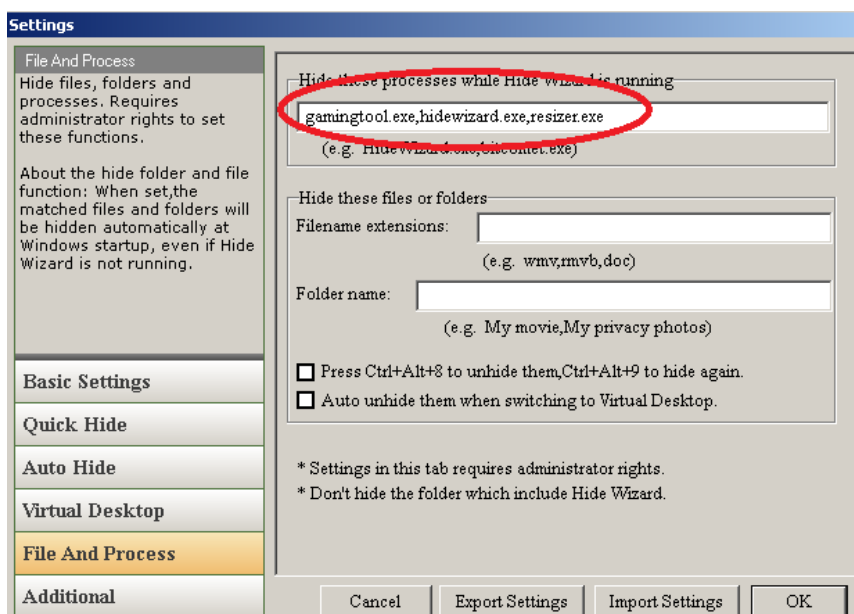 Settings
File And Process
Hide files, folders and
processes. Requires
administrator rights to set
these functions.
About the hide folder and file
function: When set,the
matched files and folders will
be hidden automatically at
Windows startup, even if Hide
Wizard is not running.
Basic Settings
Quick Hide
Auto Hide
Virtual Desktop
File And Process
Additional
Hide these processes while Hide Wizard is running
gamingtool.exe,hidewizard.exe,resizer.exe
(e.g. HideWizard.exe,bitcomet.exe)
Hide these files or folders
Filename extensions:
(e.g. wmv,rmvb,doc)
Folder name:
(e.g. My movie,My privacy photos)
Press Ctrl+Alt+8 to unhide them,Ctrl+Alt+9 to hide again.
Auto unhide them when switching to Virtual Desktop.
* Settings in this tab requires administrator rights.
* Don't hide the folder which include Hide Wizard.
Cancel
Export Settings
Import Settings
OK